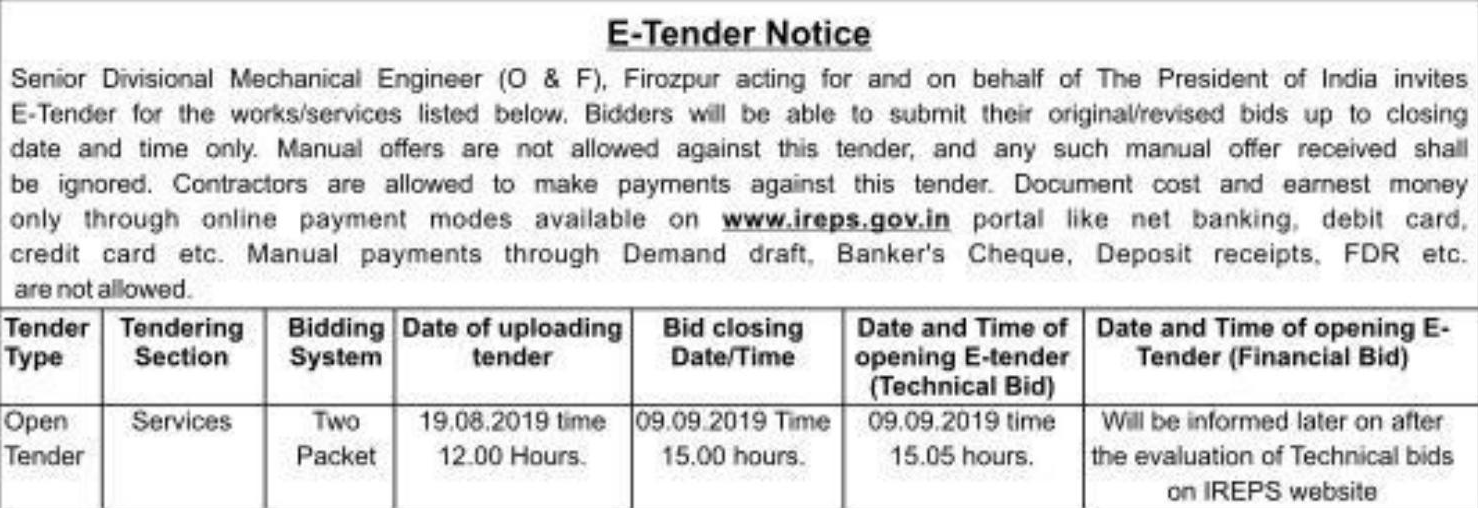 E-Tender Notice
Senior Divisional Mechanical Engineer (O & F), Firozpur acting for and on behalf of The President of India invites
E-Tender for the works/services listed below. Bidders will be able to submit their original/revised bids up to closing
date and time only. Manual offers are not allowed against this tender, and any such manual offer received shall
be ignored. Contractors are allowed to make payments against this tender. Document cost and earnest money
only through online payment modes available on www.ireps.gov.in portal like net banking, debit card,
credit card etc. Manual payments through Demand draft, Banker's Cheque, Deposit receipts, FDR etc.
are not allowed.
Tender Type
Tendering Section
Bidding System
Date of uploading tender
Bid closing Date/Time
Date and Time of opening E-tender (Technical Bid)
Date and Time of opening E-Tender (Financial Bid)
Open Tender
Services
Two Packet
19.08.2019 time 12.00 Hours.
09.09.2019 Time 15.00 hours.
09.09.2019 time 15.05 hours.
Will be informed later on after the evaluation of Technical bids on IREPS website